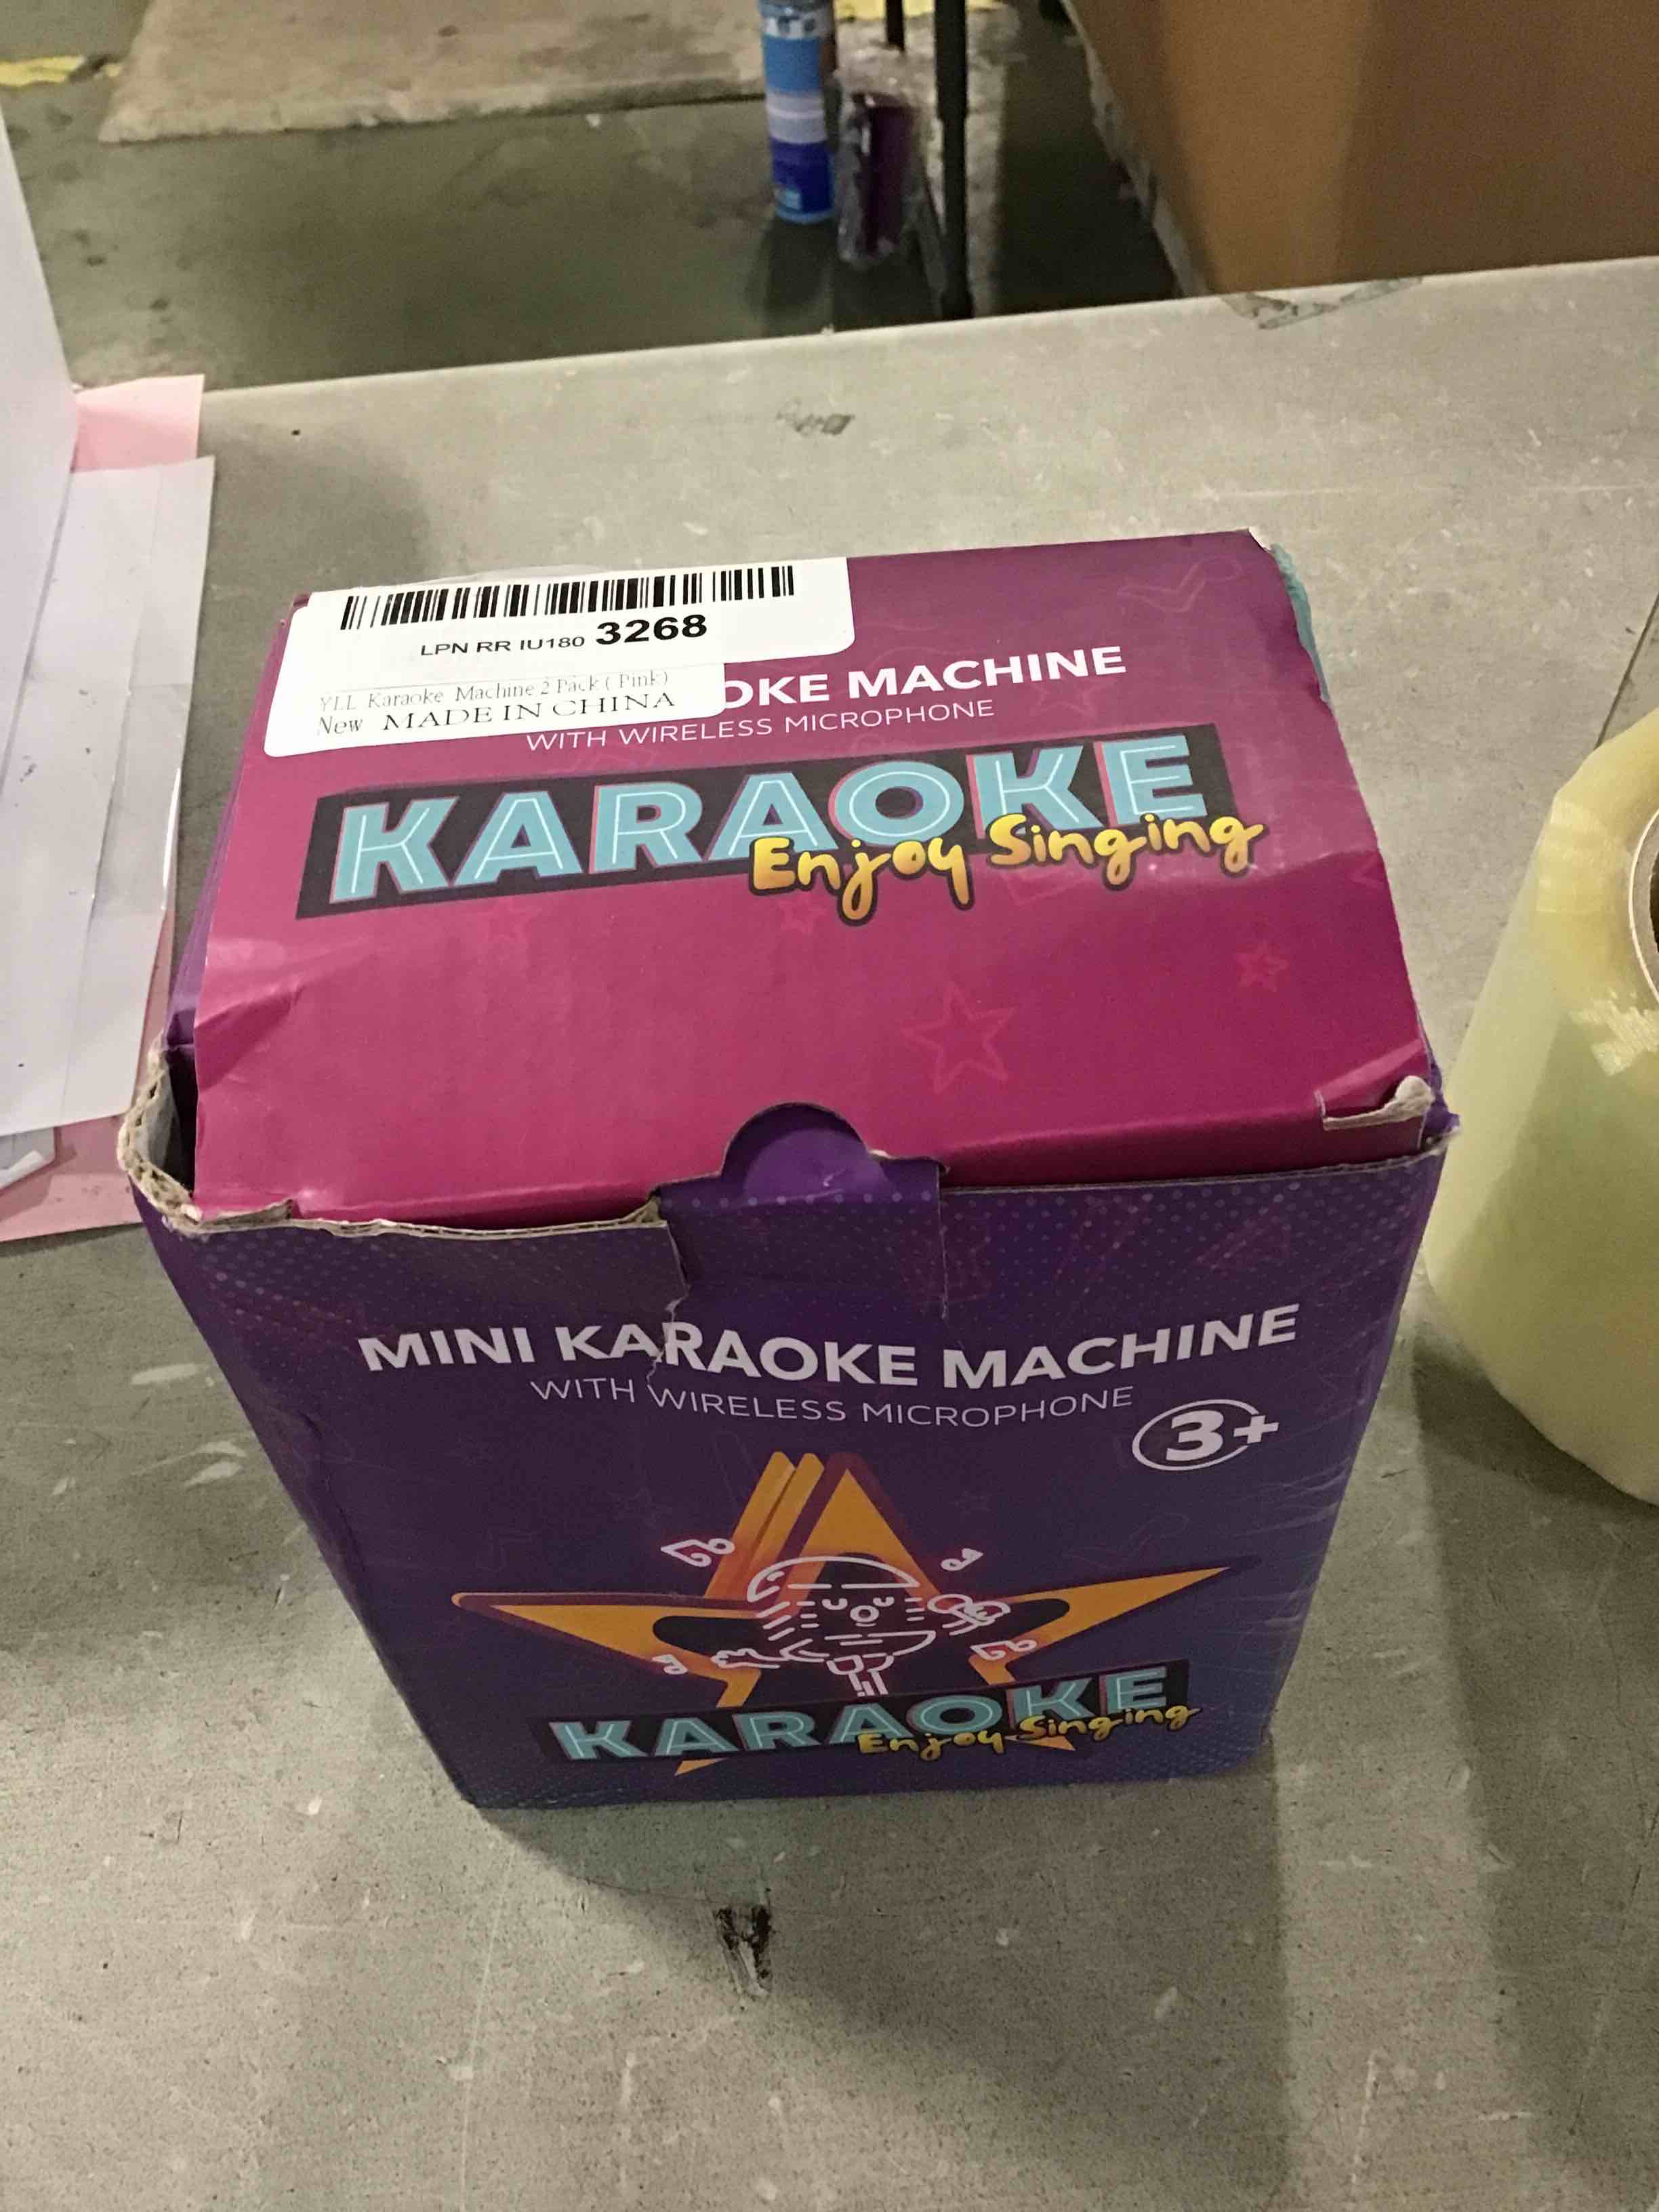 LPN RR IU180 3268
YLL Karaoke Machine 2 Pack ( Pink)
New MADE IN CHINA
OKE MACHINE
WITH WIRELESS MICROPHONE
KARAOKE
Enjoy Singing
MINI KARAOKE MACHINE
WITH WIRELESS MICROPHONE
3+
KARAOKE
Enjoy Singing